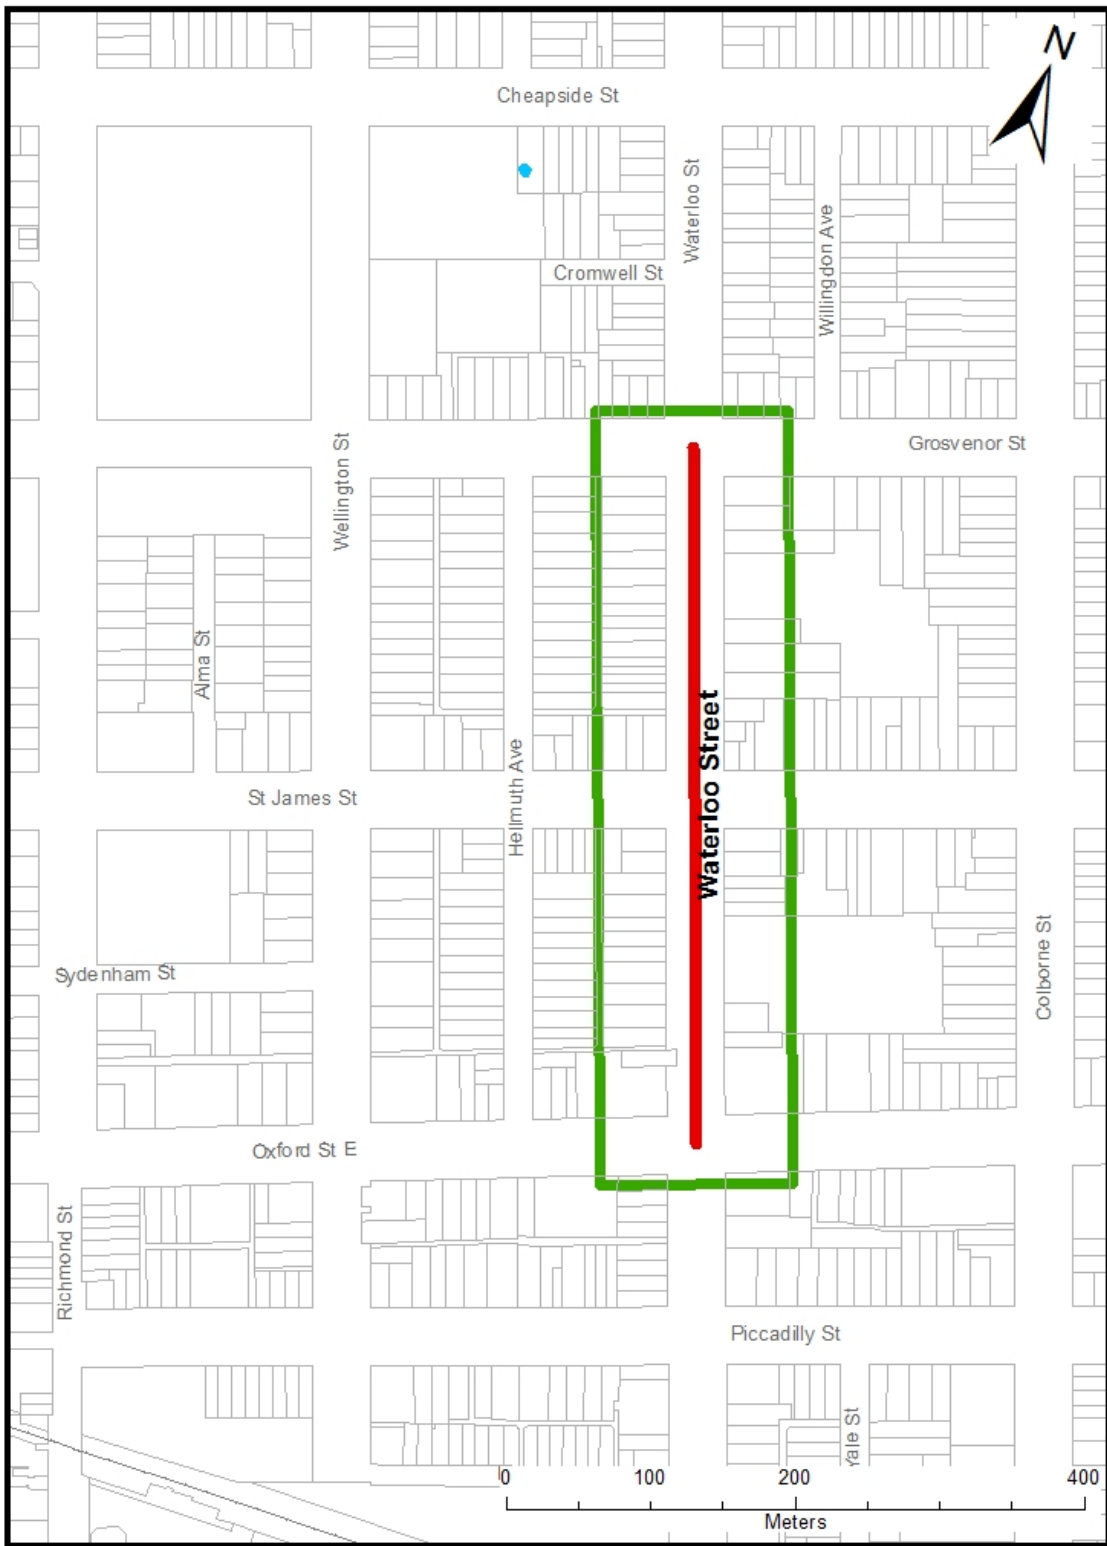 N
Cheapside St
Waterloo St
Willingdon Ave
Cromwell St
Grosvenor St
Wellington St
Alma St
Waterloo Street
Hellmuth Ave
St James St
Colborne St
Sydenham St
Oxford St E
Richmond St
Piccadilly St
Yale St
0 100 200 400
Meters